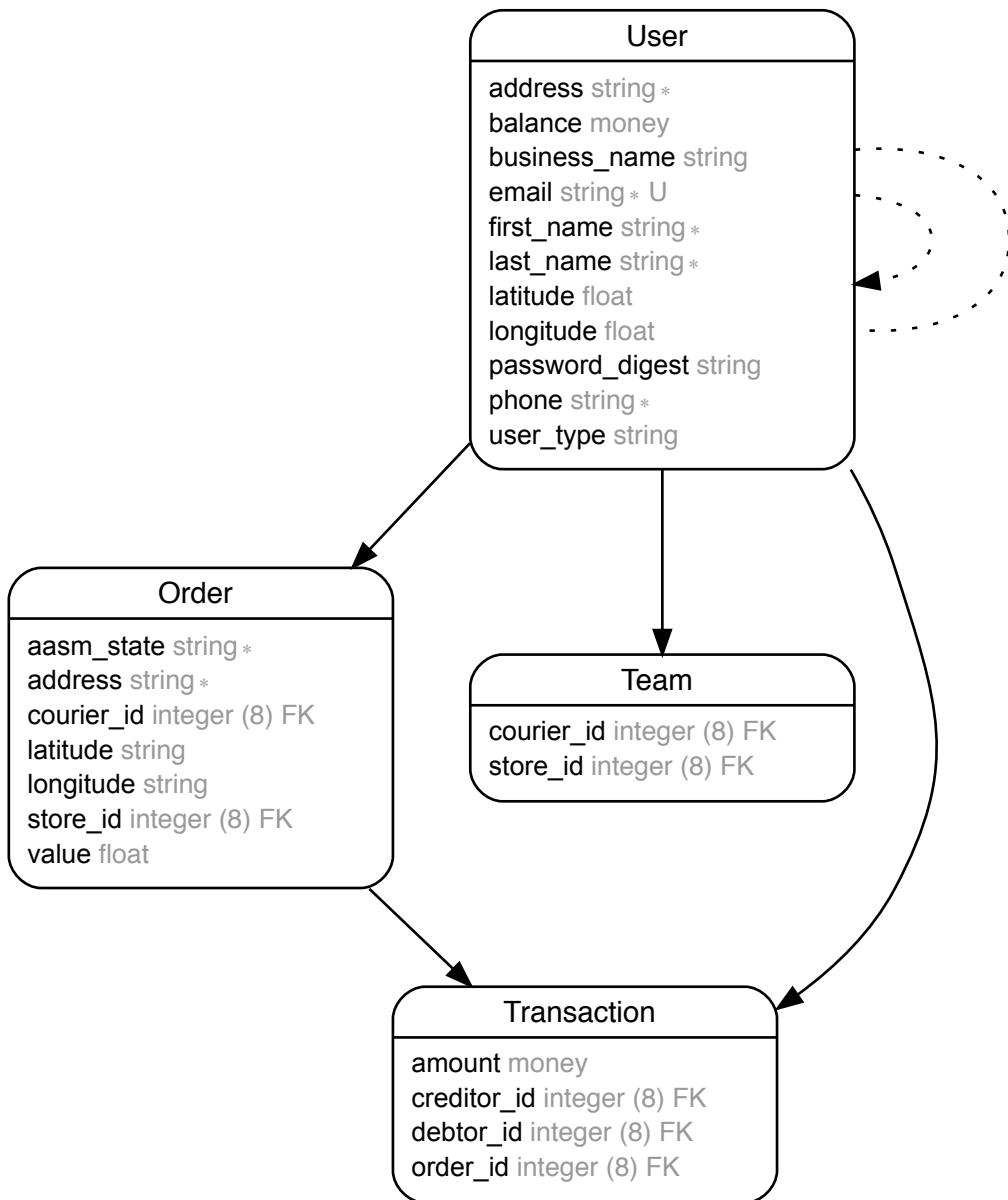 User
address string *
balance money
business_name string
email string * U
first_name string *
last_name string *
latitude float
longitude float
password_digest string
phone string *
user_type string
Order
aasm_state string *
address string *
courier_id integer (8) FK
latitude string
longitude string
store_id integer (8) FK
value float
Team
courier_id integer (8) FK
store_id integer (8) FK
Transaction
amount money
creditor_id integer (8) FK
debtor_id integer (8) FK
order_id integer (8) FK